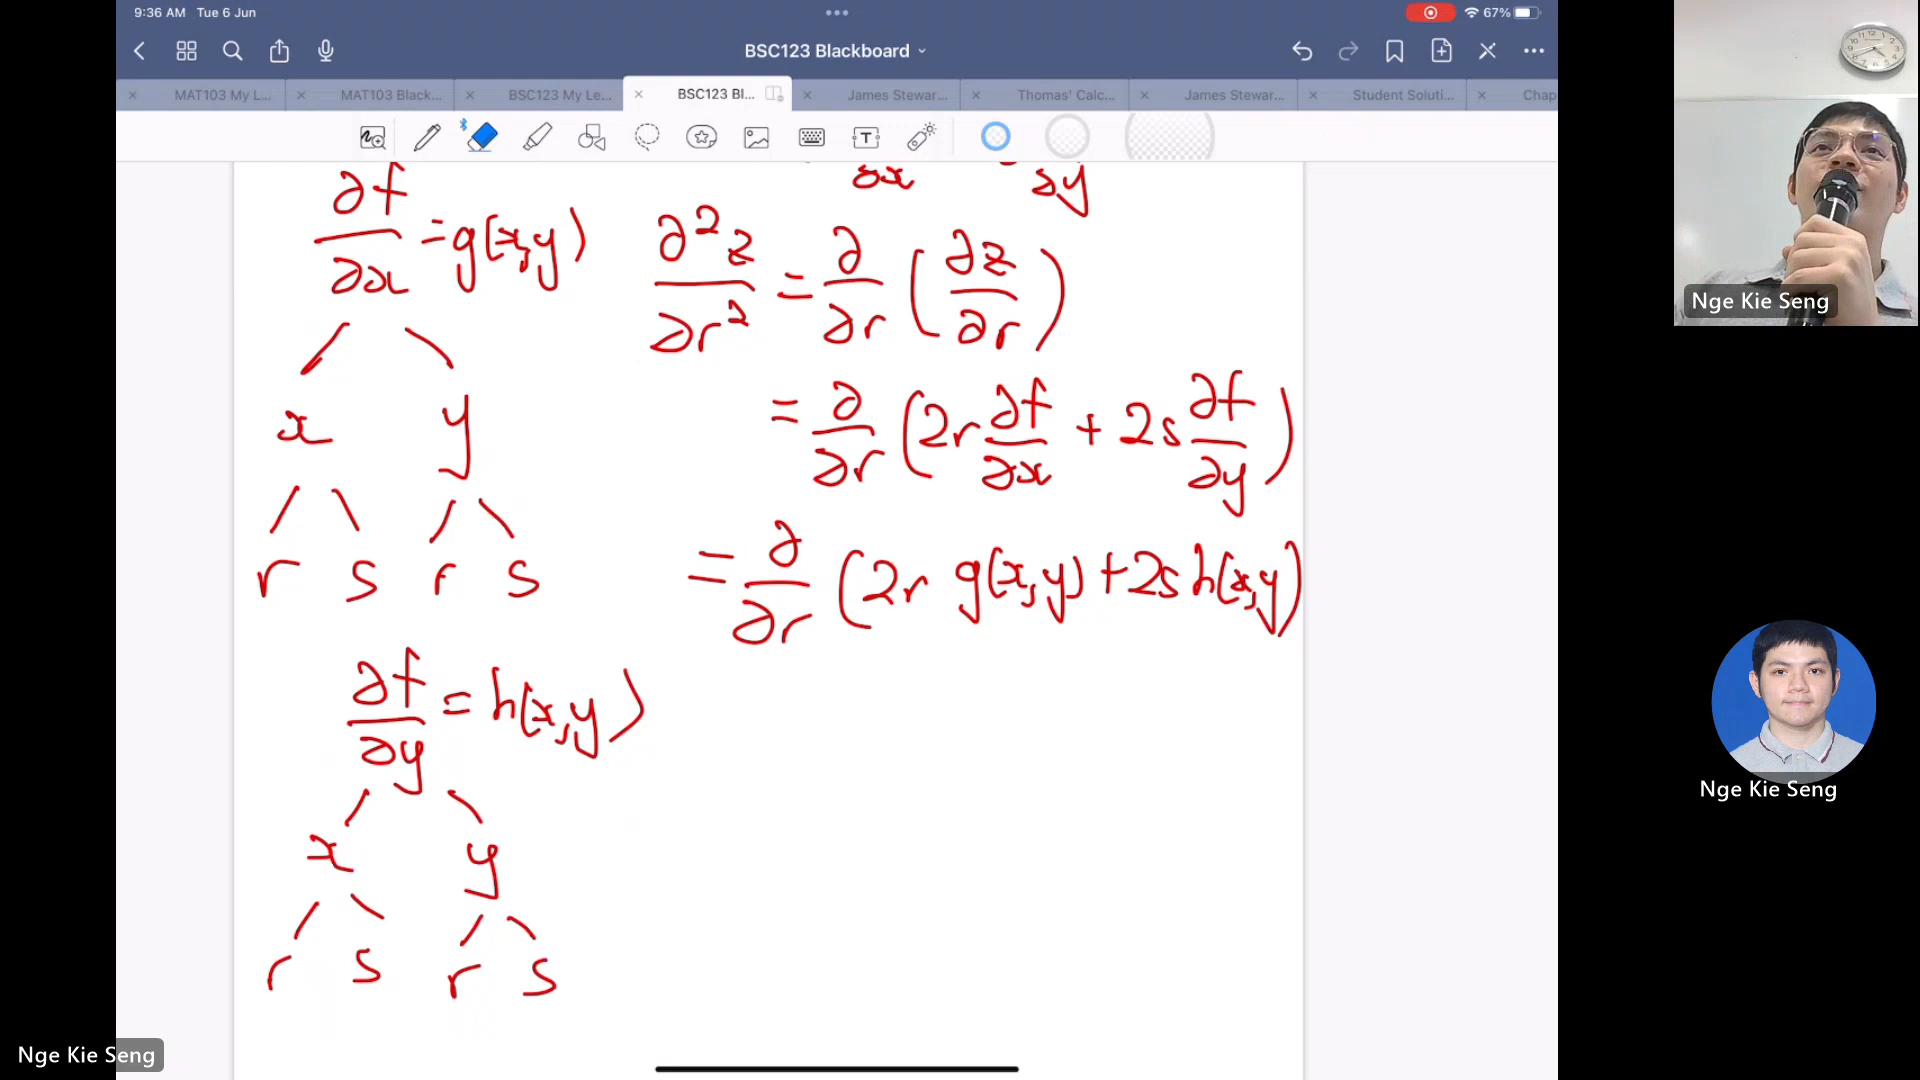 9:36 AM Tue 6 Jun
67%
BSC123 Blackboard
MAT103 My L...
MAT103 Black...
BSC123 My Le...
BSC123 Bl...
James Stewar...
Thomas' Calc...
James Stewar...
Student Soluti...
Chap
∂x ∂y
∂f/∂x = g(x,y)
x y
r s r s
∂f/∂y = h(x,y)
x y
r s r s
∂²z/∂r² = ∂/∂r (∂z/∂r)
= ∂/∂r (2r ∂f/∂x + 2s ∂f/∂y)
= ∂/∂r (2r g(x,y) + 2s h(x,y))
Nge Kie Seng
Nge Kie Seng
Nge Kie Seng